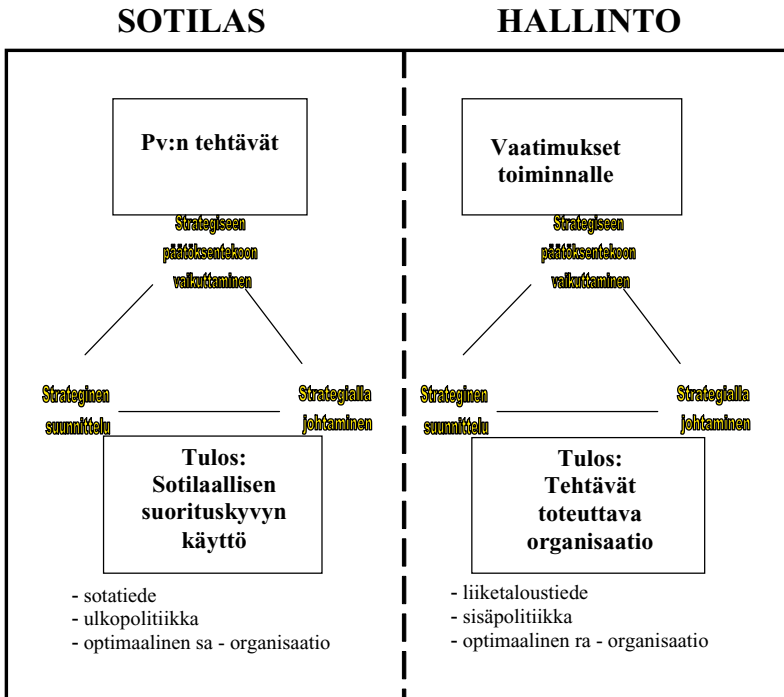 SOTILAS
HALLINTO
Pv:n tehtävät
Strategiseen
päätöksentekoon
vaikuttaminen
Strateginen
suunnittelu
Strategialla
johtaminen
Tulos:
Sotilaallisen
suorituskyvyn
käyttö
- sotatiede
- ulkopolitiikka
- optimaalinen sa - organisaatio
Vaatimukset
toiminnalle
Strategiseen
päätöksentekoon
vaikuttaminen
Strateginen
suunnittelu
Strategialla
johtaminen
Tulos:
Tehtävät
toteuttava
organisaatio
- liiketaloustiede
- sisäpolitiikka
- optimaalinen ra - organisaatio